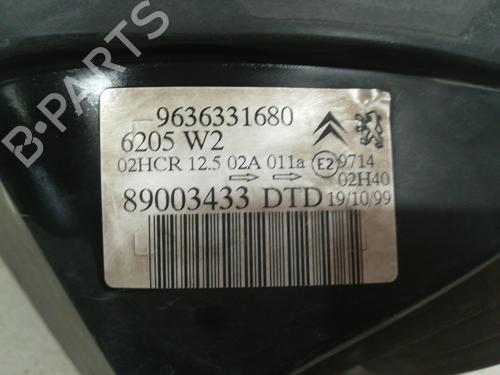 9636331680
6205 W2
02HCR 12.5 02A 011a E2 9714
02H40
89003433 DTD 19/10/99
B-PARTS